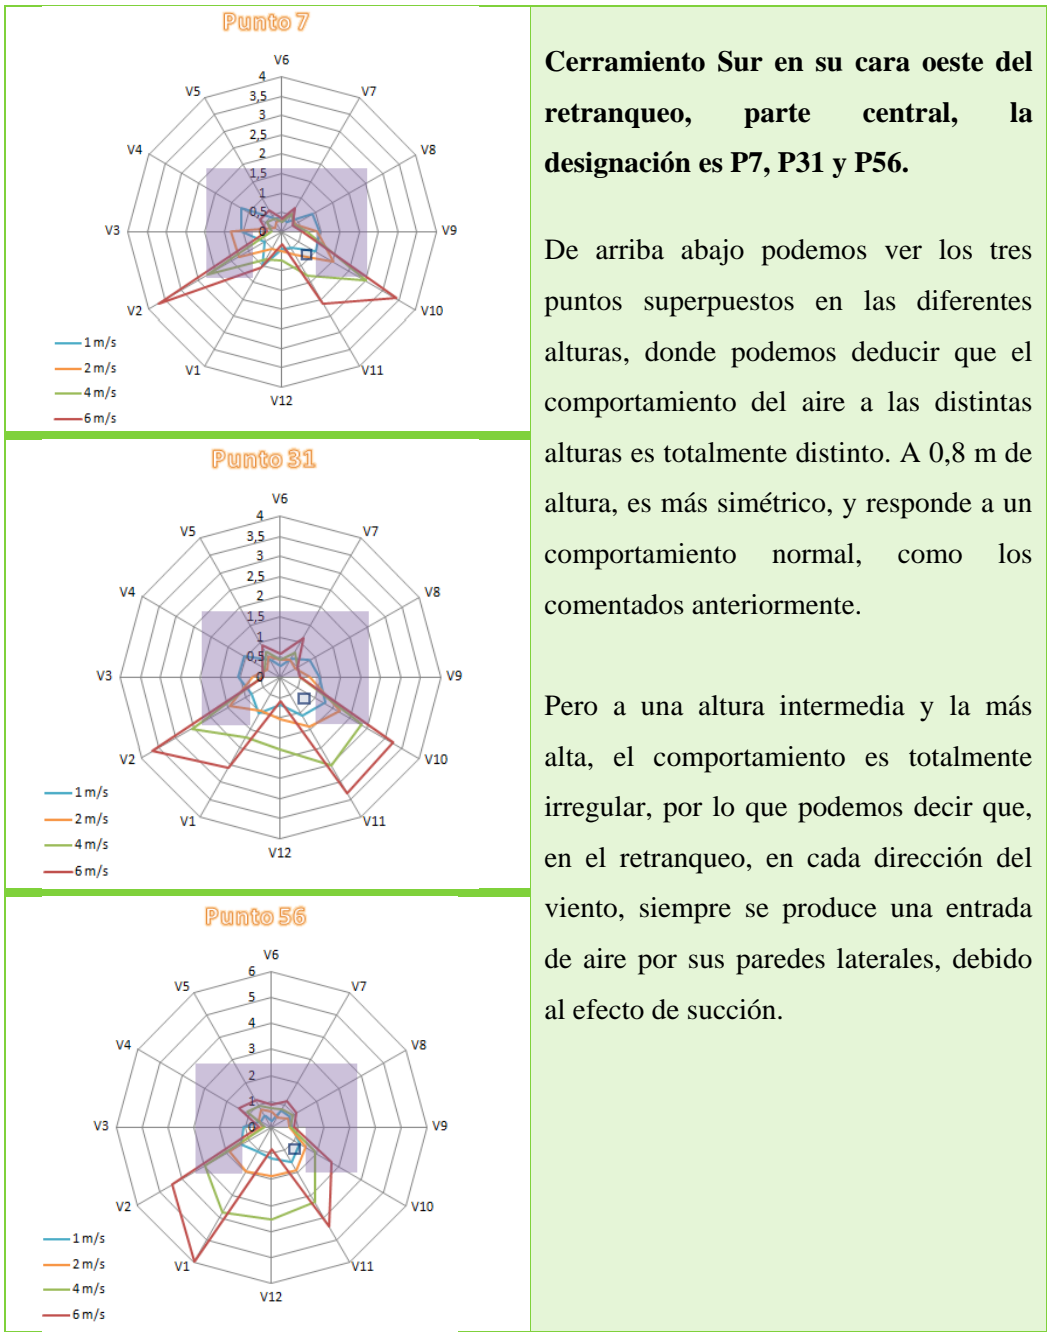 Punto 7
V6
4
V5
V7
3,5
3
2,5
V4
V8
2
1,5
1
0,5
V3
0
V9
V2
V10
1 m/s
2 m/s
V1
V11
4 m/s
V12
6 m/s
Punto 31
V6
4
V5
V7
3,5
3
2,5
V4
V8
2
1,5
1
0,5
V3
0
V9
V2
V10
1 m/s
V1
V11
2 m/s
4 m/s
V12
6 m/s
Punto 56
V6
6
V5
V7
5
4
V4
V8
3
2
1
V3
0
V9
V2
V10
1 m/s
V1
V11
2 m/s
4 m/s
V12
6 m/s
Cerramiento Sur en su cara oeste del
retranqueo, parte central, la
designación es P7, P31 y P56.
De arriba abajo podemos ver los tres
puntos superpuestos en las diferentes
alturas, donde podemos deducir que el
comportamiento del aire a las distintas
alturas es totalmente distinto. A 0,8 m de
altura, es más simétrico, y responde a un
comportamiento normal, como los
comentados anteriormente.
Pero a una altura intermedia y la más
alta, el comportamiento es totalmente
irregular, por lo que podemos decir que,
en el retranqueo, en cada dirección del
viento, siempre se produce una entrada
de aire por sus paredes laterales, debido
al efecto de succión.